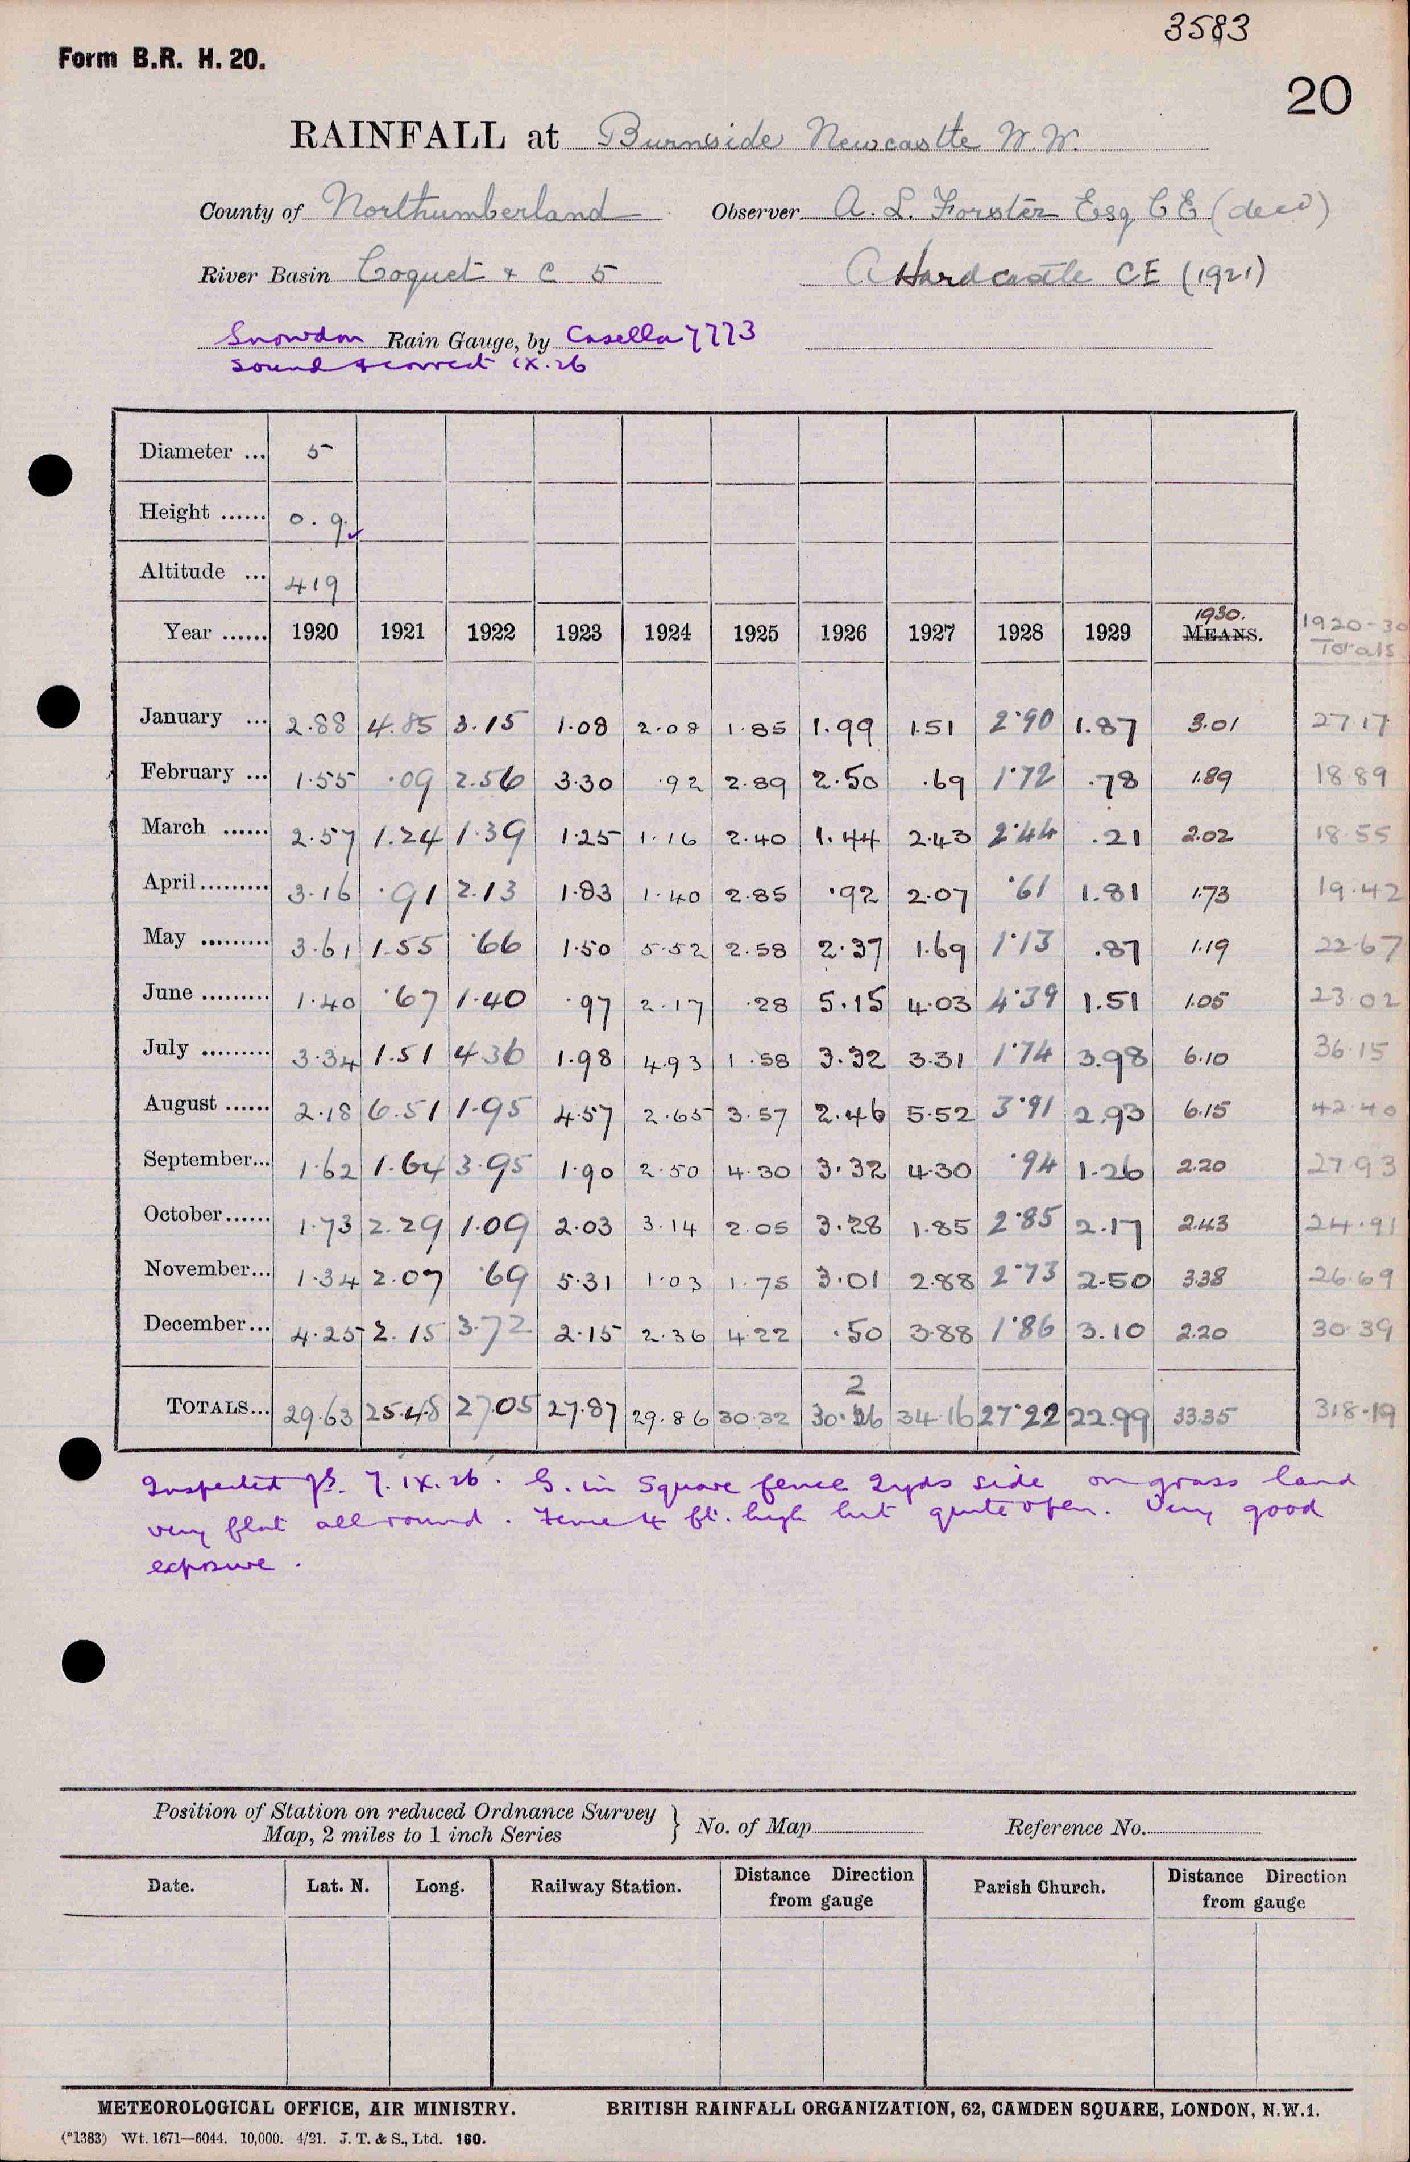 3583
Form B.R. H. 20.
20
RAINFALL at Burnside Newcastle W.W.
County of Northumberland Observer A. L. Forster Esq CE (decd)
River Basin Coquet & C 5 A Hardcastle CE (1921)
Snowdon Rain Gauge, by Casella 7773
sound & correct IX.26
Diameter ... 5
Height ...... 0.9
Altitude ... 419
1930. 1920-30
Year ...... 1920 1921 1922 1923 1924 1925 1926 1927 1928 1929 MEANS. Totals
January ... 2.88 4.85 3.15 1.08 2.08 1.85 1.99 1.51 2.90 1.87 3.01 27.17
February ... 1.55 .09 2.56 3.30 .92 2.89 2.50 .69 1.72 .78 1.89 18.89
March ...... 2.57 1.24 1.39 1.25 1.16 2.40 1.44 2.43 2.44 .21 2.02 18.55
April ......... 3.16 .91 2.13 1.83 1.40 2.85 .92 2.07 .61 1.81 1.73 19.42
May ......... 3.61 1.55 .66 1.50 5.52 2.58 2.37 1.69 1.13 .87 1.19 22.67
June ......... 1.40 .67 1.40 .97 2.17 .28 5.15 4.03 4.39 1.51 1.05 23.02
July ......... 3.34 1.51 4.36 1.98 4.93 1.58 3.32 3.31 1.74 3.98 6.10 36.15
August ...... 2.18 6.51 1.95 4.57 2.65 3.57 2.46 5.52 3.91 2.93 6.15 42.40
September... 1.62 1.64 3.95 1.90 2.50 4.30 3.32 4.30 .94 1.26 2.20 27.93
October ...... 1.73 2.29 1.09 2.03 3.14 2.05 3.28 1.85 2.85 2.17 2.43 24.91
November... 1.34 2.07 .69 5.31 1.03 1.75 3.01 2.88 2.73 2.50 3.38 26.69
December ... 4.25 2.15 3.72 2.15 2.36 4.22 .50 3.88 1.86 3.10 2.20 30.39
2
TOTALS... 29.63 25.48 27.05 27.87 29.86 30.32 30.26 34.16 27.22 22.99 33.35 318.19
Inspected 7.IX.26. G. in square fence 2yds side on grass land
very flat all round. Fence 4 ft. high but quite open. Very good
exposure.
Position of Station on reduced Ordnance Survey
Map, 2 miles to 1 inch Series } No. of Map Reference No.
Date. Lat. N. Long. Railway Station. Distance Direction from gauge Parish Church. Distance Direction from gauge
METEOROLOGICAL OFFICE, AIR MINISTRY. BRITISH RAINFALL ORGANIZATION, 62, CAMDEN SQUARE, LONDON, N.W.1.
(*1383) Wt. 1671—6044. 10,000. 4/21. J. T. & S., Ltd. 160.